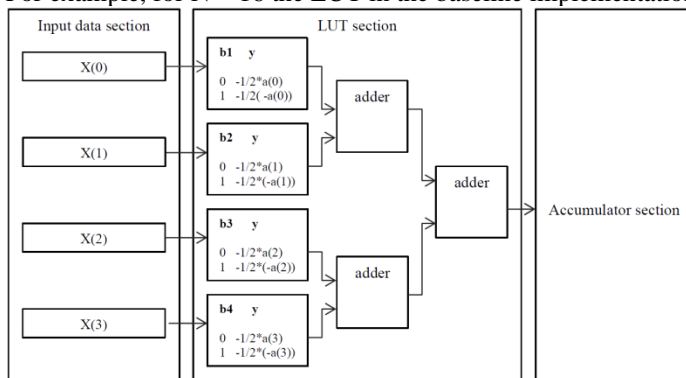 For example, for N = 16 the LUT in the baseline implementation
Input data section
LUT section
X(0)
b1 y
0 -1/2*a(0)
1 -1/2( -a(0))
adder
X(1)
b2 y
0 -1/2*a(1)
1 -1/2*(-a(1))
adder
Accumulator section
X(2)
b3 y
0 -1/2*a(2)
1 -1/2*(-a(2))
adder
X(3)
b4 y
0 -1/2*a(3)
1 -1/2*(-a(3))